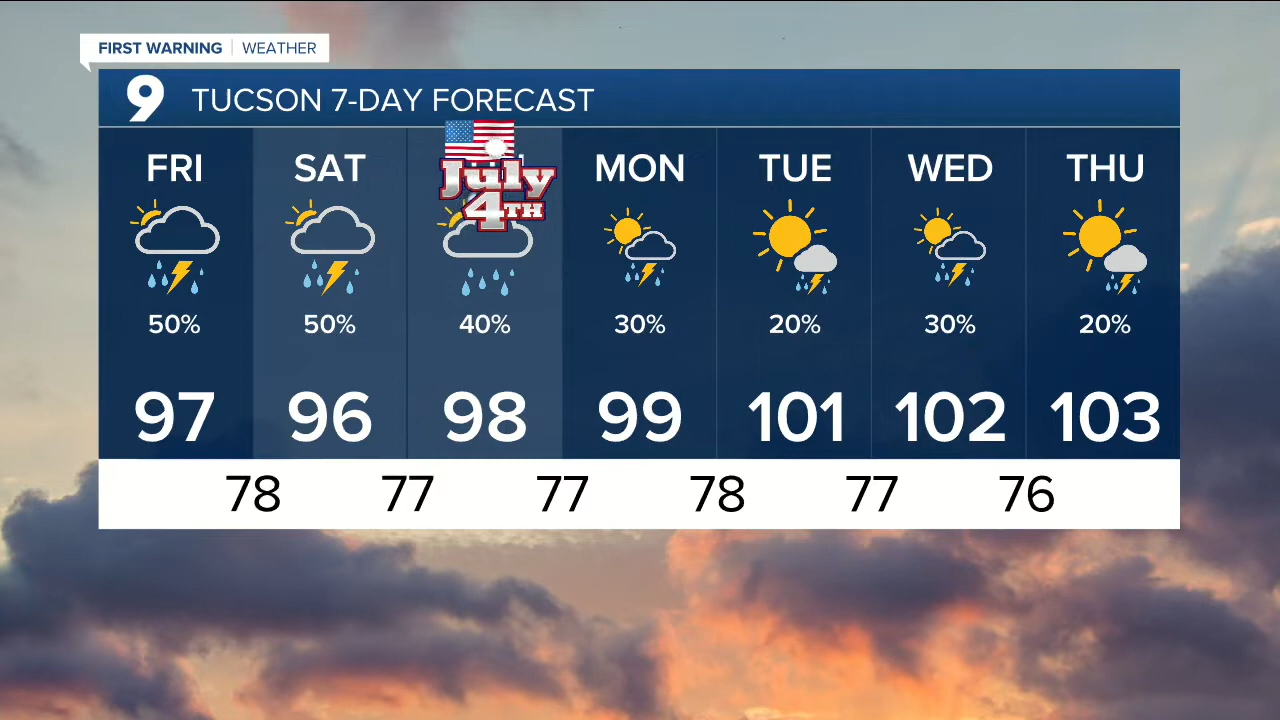 FIRST WARNING | WEATHER
9 TUCSON 7-DAY FORECAST
FRI SAT July 4TH MON TUE WED THU
50% 50% 40% 30% 20% 30% 20%
97 96 98 99 101 102 103
78 77 77 78 77 76